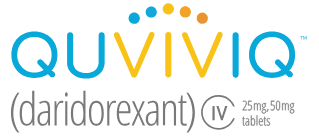 QUVIVIQ™
(daridorexant) CIV 25mg, 50mg
tablets